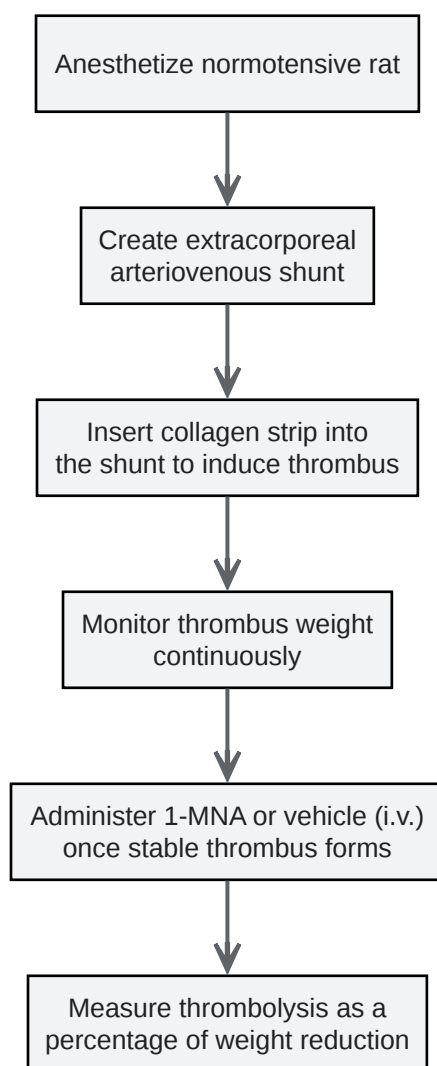 Anesthetize normotensive rat
Create extracorporeal
arteriovenous shunt
Insert collagen strip into
the shunt to induce thrombus
Monitor thrombus weight
continuously
Administer 1-MNA or vehicle (i.v.)
once stable thrombus forms
Measure thrombolysis as a
percentage of weight reduction